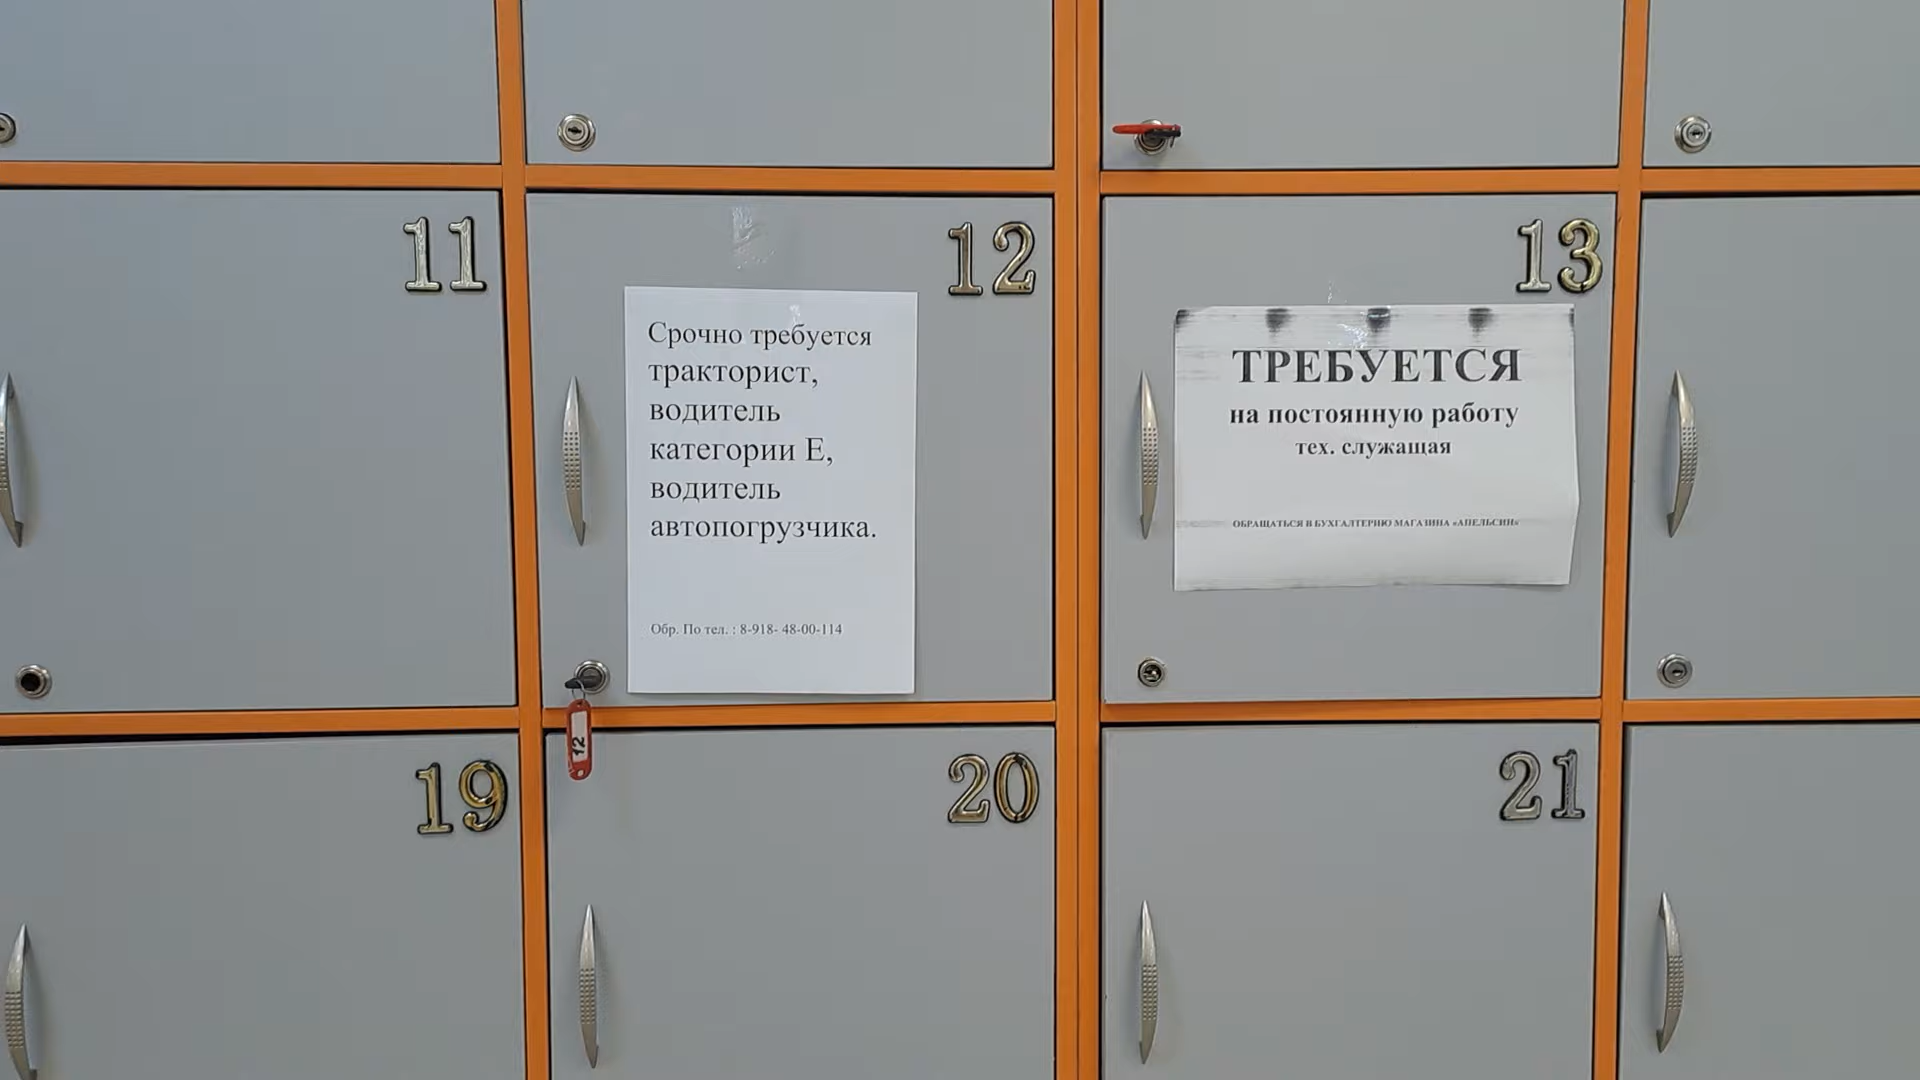 11
12
13
Срочно требуется
тракторист,
водитель
категории Е,
водитель
автопогрузчика.
Обр. По тел. : 8-918- 48-00-114
ТРЕБУЕТСЯ
на постоянную работу
тех. служащая
ОБРАЩАТЬСЯ В БУХГАЛТЕРИЮ МАГАЗИНА «АПЕЛЬСИН»
12
19
20
21